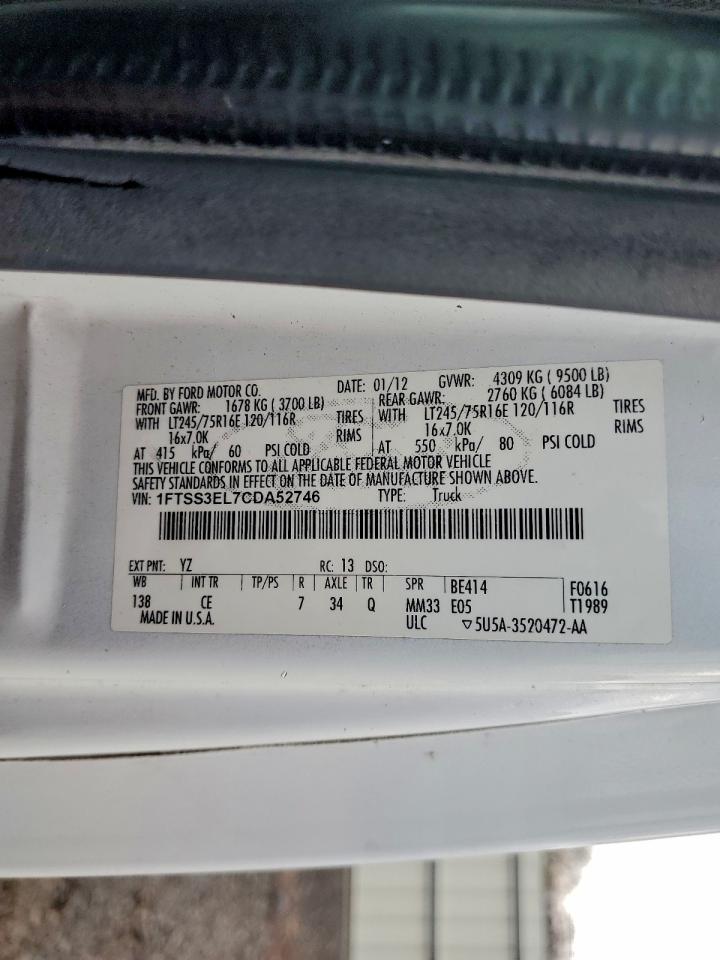 MFD. BY FORD MOTOR CO. DATE: 01/12 GVWR: 4309 KG ( 9500 LB)
FRONT GAWR: 1678 KG ( 3700 LB) REAR GAWR: 2760 KG ( 6084 LB)
WITH LT245/75R16E 120/116R TIRES WITH LT245/75R16E 120/116R TIRES
16x7.0K RIMS 16x7.0K RIMS
AT 415 kPa/ 60 PSI COLD AT 550 kPa/ 80 PSI COLD
THIS VEHICLE CONFORMS TO ALL APPLICABLE FEDERAL MOTOR VEHICLE
SAFETY STANDARDS IN EFFECT ON THE DATE OF MANUFACTURE SHOWN ABOVE.
VIN: 1FTSS3EL7CDA52746 TYPE: Truck
EXT PNT: YZ RC: 13 DSO:
WB INT TR TP/PS R AXLE TR SPR BE414 F0616
138 CE 7 34 Q MM33 E05 T1989
MADE IN U.S.A. ULC ▽5U5A-3520472-AA